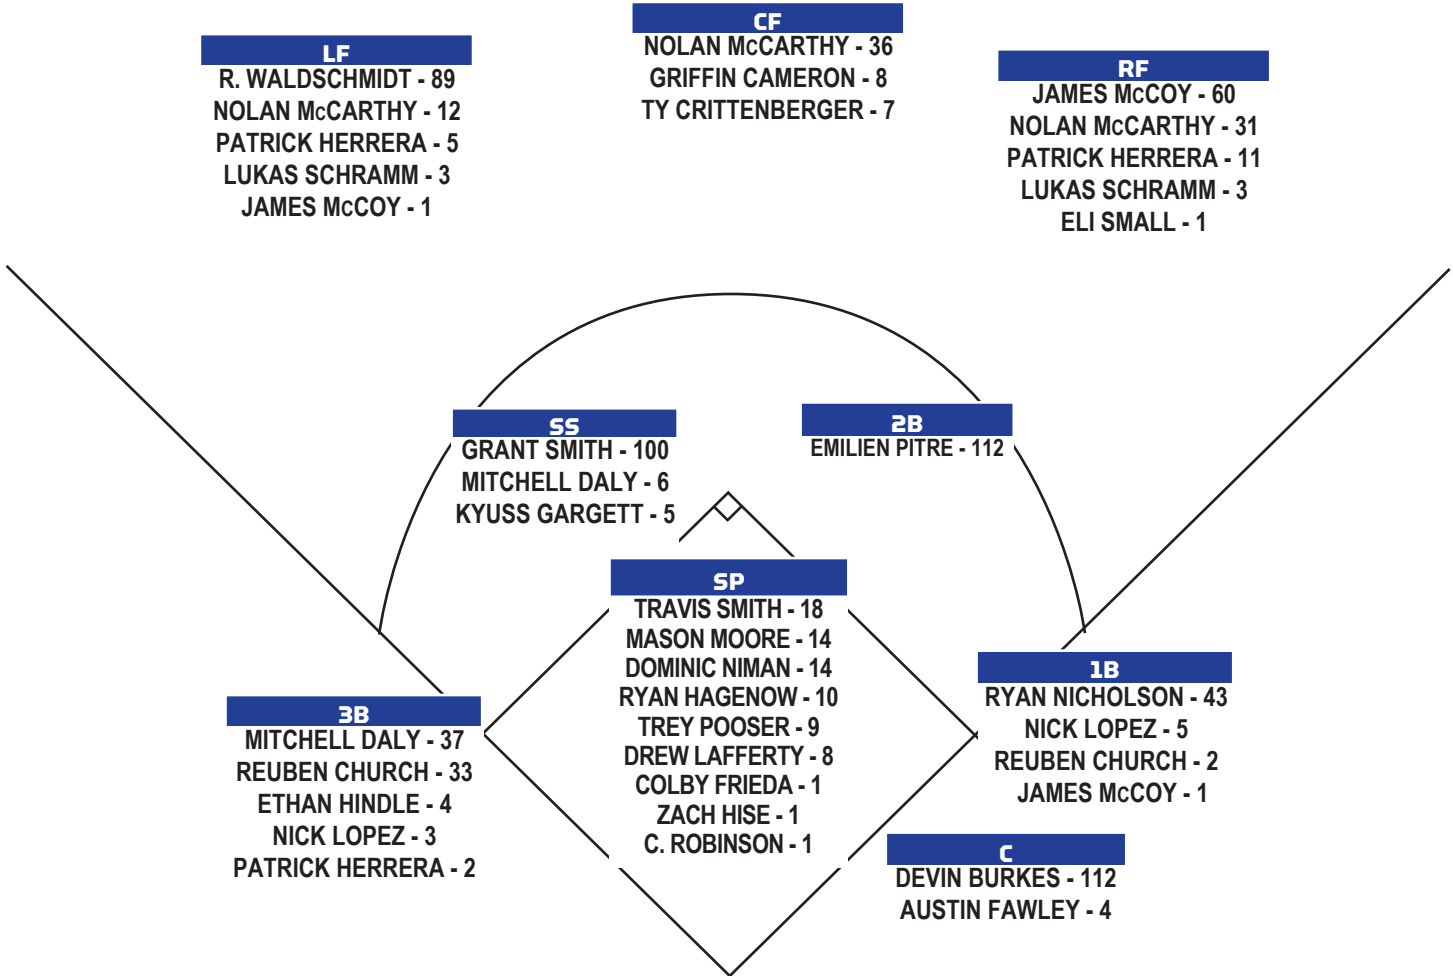 CF
NOLAN McCARTHY - 36
GRIFFIN CAMERON - 8
TY CRITTENBERGER - 7
LF
R. WALDSCHMIDT - 89
NOLAN McCARTHY - 12
PATRICK HERRERA - 5
LUKAS SCHRAMM - 3
JAMES McCOY - 1
RF
JAMES McCOY - 60
NOLAN McCARTHY - 31
PATRICK HERRERA - 11
LUKAS SCHRAMM - 3
ELI SMALL - 1
SS
GRANT SMITH - 100
MITCHELL DALY - 6
KYUSS GARGETT - 5
2B
EMILIEN PITRE - 112
SP
TRAVIS SMITH - 18
MASON MOORE - 14
DOMINIC NIMAN - 14
RYAN HAGENOW - 10
TREY POOSER - 9
DREW LAFFERTY - 8
COLBY FRIEDA - 1
ZACH HISE - 1
C. ROBINSON - 1
3B
MITCHELL DALY - 37
REUBEN CHURCH - 33
ETHAN HINDLE - 4
NICK LOPEZ - 3
PATRICK HERRERA - 2
1B
RYAN NICHOLSON - 43
NICK LOPEZ - 5
REUBEN CHURCH - 2
JAMES McCOY - 1
C
DEVIN BURKES - 112
AUSTIN FAWLEY - 4